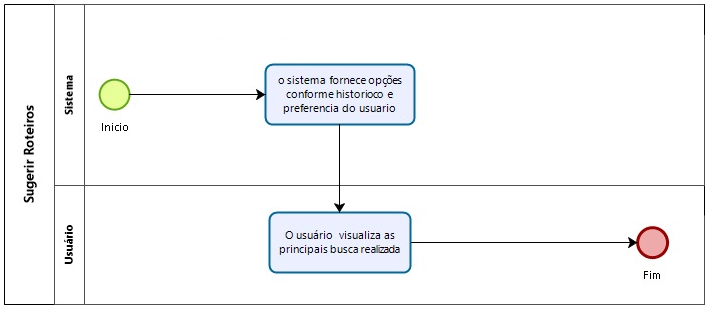 Sugerir Roteiros
Sistema
Inicio
o sistema fornece opções
conforme historioco e
preferencia do usuario
Usuário
O usuário visualiza as
principais busca realizada
Fim